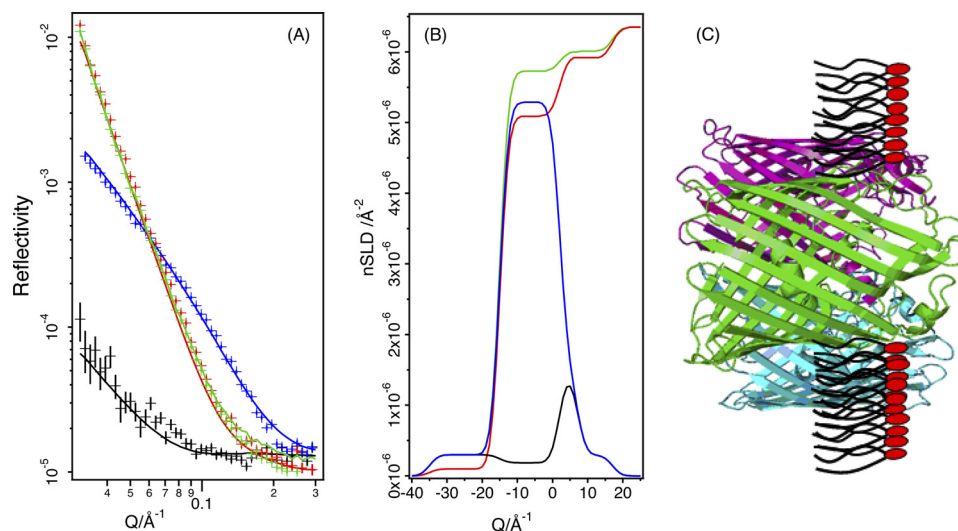 (A)
10⁻²
10⁻³
10⁻⁴
10⁻⁵
Reflectivity
4 5 6 7 8 9 0.1 2 3
Q/Å⁻¹
(B)
6x10⁻⁶
5x10⁻⁶
4x10⁻⁶
3x10⁻⁶
2x10⁻⁶
1x10⁻⁶
0x10⁻⁶
nSLD /Å⁻²
-40 -30 -20 -10 0 10 20
Q/Å⁻¹
(C)